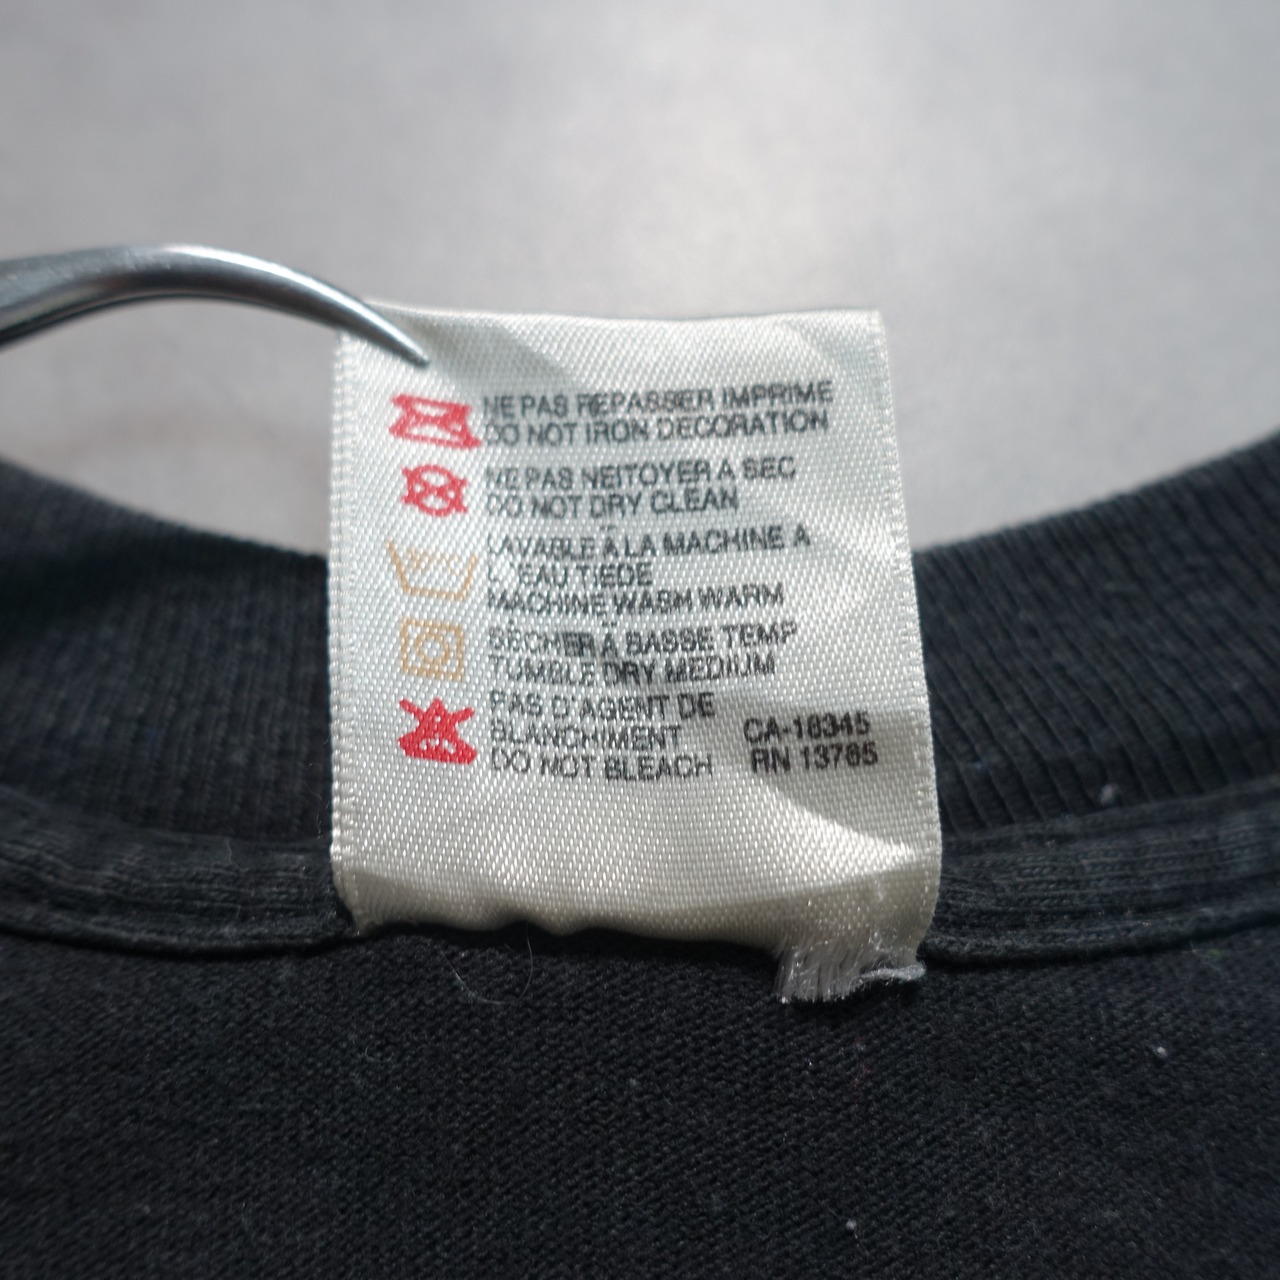 NE PAS REPASSER IMPRIME
DO NOT IRON DECORATION
NE PAS NEITOYER A SEC
DO NOT DRY CLEAN
LAVABLE À LA MACHINE A
L'EAU TIEDE
MACHINE WASH WARM
SÉCHER À BASSE TEMP
TUMBLE DRY MEDIUM
PAS D'AGENT DE
BLANCHIMENT
DO NOT BLEACH
CA-16345
RN 13765